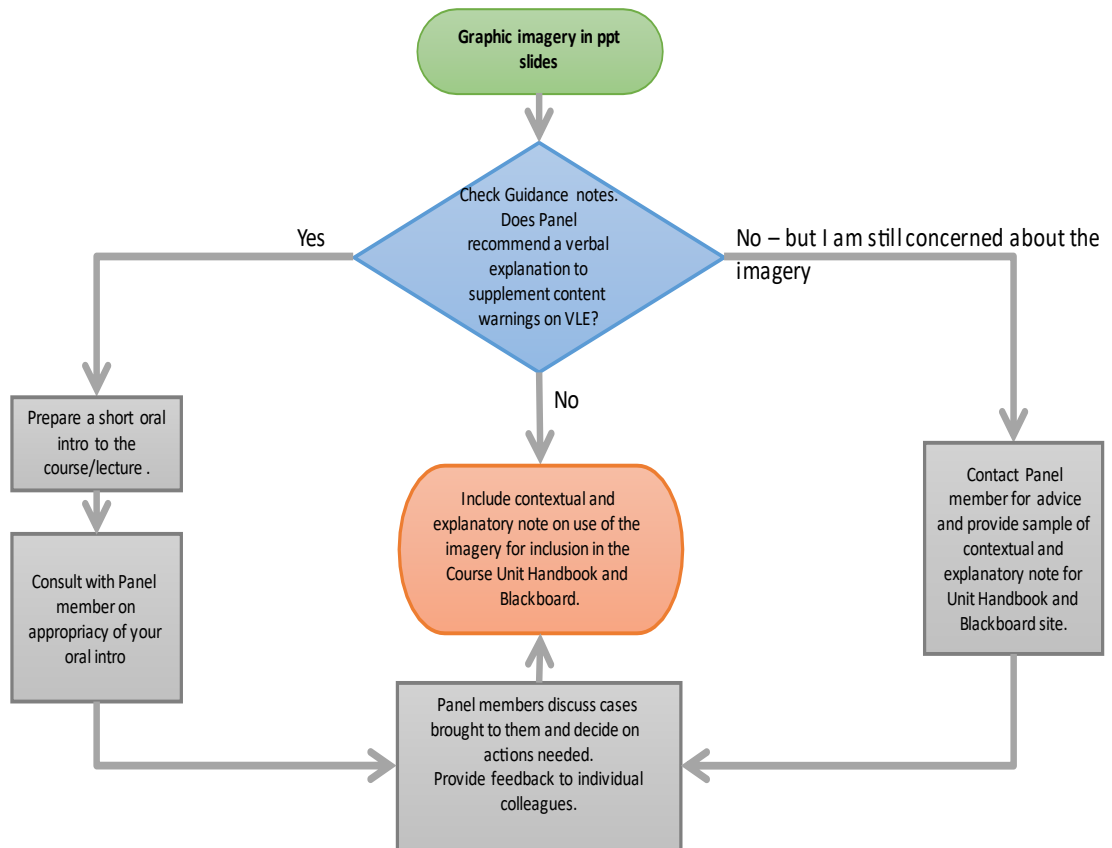 Graphic imagery in ppt
slides
Check Guidance notes.
Does Panel
recommend a verbal
explanation to
supplement content
warnings on VLE?
Yes
No – but I am still concerned about the
imagery
No
Prepare a short oral
intro to the
course/lecture .
Consult with Panel
member on
appropriacy of your
oral intro
Include contextual and
explanatory note on use of the
imagery for inclusion in the
Course Unit Handbook and
Blackboard.
Contact Panel
member for advice
and provide sample of
contextual and
explanatory note for
Unit Handbook and
Blackboard site.
Panel members discuss cases
brought to them and decide on
actions needed.
Provide feedback to individual
colleagues.